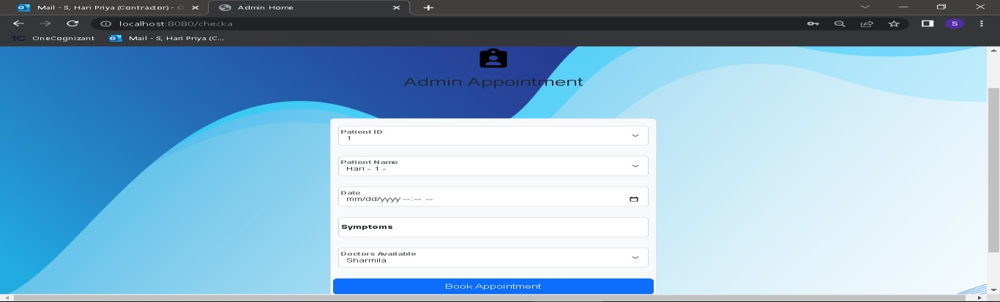 Mail - S, Hari Priya (Contractor) -
Admin Home
localhost:8080/checka
S
1C OneCognizant
Mail - S, Hari Priya (C...
Admin Appointment
Patient ID
1
Patient Name
Hari - 1 -
Date
mm/dd/yyyy --:-- --
Symptoms
Doctors Available
Sharmila
Book Appointment